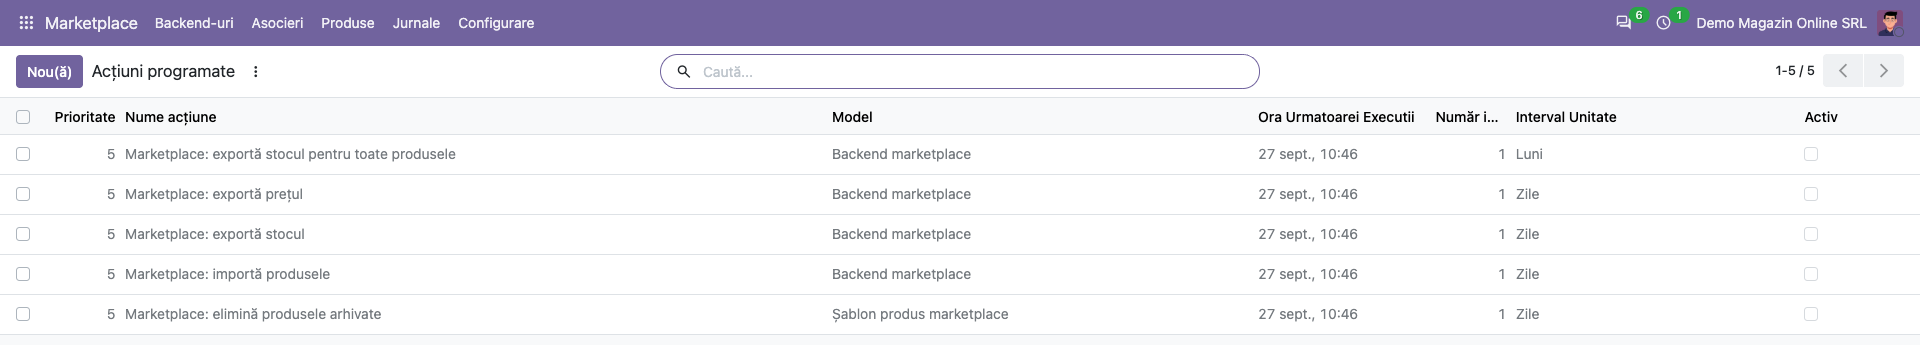 Marketplace Backend-uri Asocieri Produse Jurnale Configurare 6 1 Demo Magazin Online SRL
Nou(ă) Acțiuni programate Caută... 1-5 / 5
Prioritate Nume acțiune Model Ora Urmatoarei Executii Număr i... Interval Unitate Activ
5 Marketplace: exportă stocul pentru toate produsele Backend marketplace 27 sept., 10:46 1 Luni
5 Marketplace: exportă prețul Backend marketplace 27 sept., 10:46 1 Zile
5 Marketplace: exportă stocul Backend marketplace 27 sept., 10:46 1 Zile
5 Marketplace: importă produsele Backend marketplace 27 sept., 10:46 1 Zile
5 Marketplace: elimină produsele arhivate Șablon produs marketplace 27 sept., 10:46 1 Zile